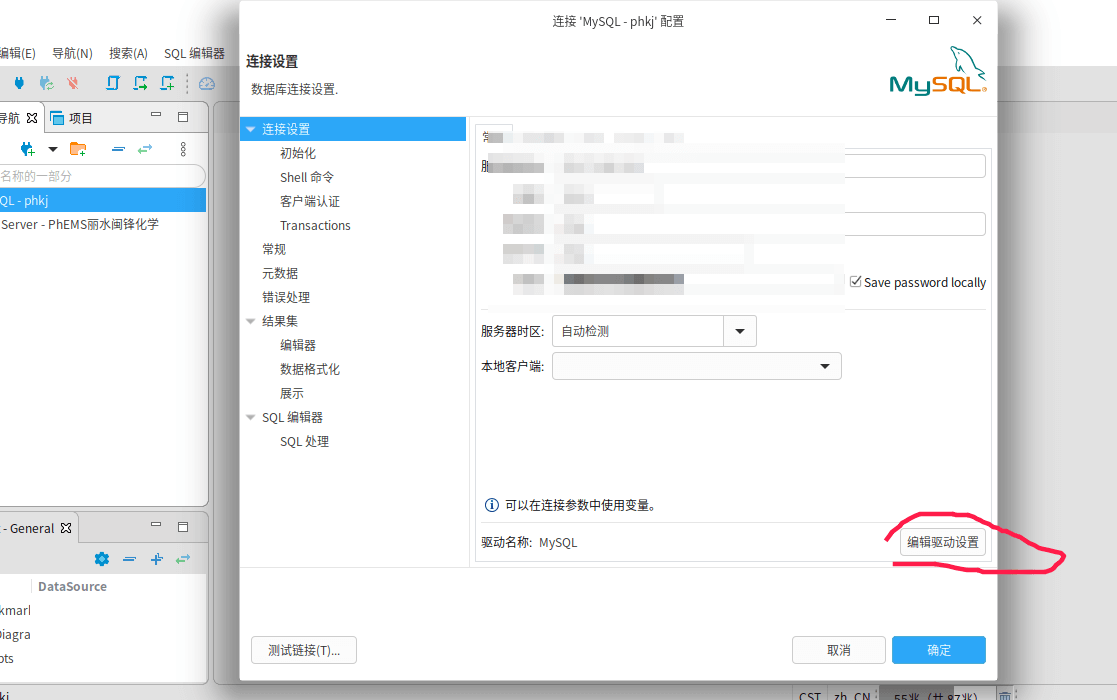 连接 'MySQL - phkj' 配置
编辑(E) 导航(N) 搜索(A) SQL 编辑器
连接设置
数据库连接设置.
MySQL
导航 项目
名称的一部分
QL - phkj
Server - PhEMS丽水闽锋化学
连接设置
初始化
Shell 命令
客户端认证
Transactions
常规
元数据
错误处理
结果集
编辑器
数据格式化
展示
SQL 编辑器
SQL 处理
Save password locally
服务器时区: 自动检测
本地客户端:
可以在连接参数中使用变量。
驱动名称: MySQL 编辑驱动设置
- General
DataSource
kmarl
Diagra
pts
测试链接(T)... 取消 确定
CST zh_CN